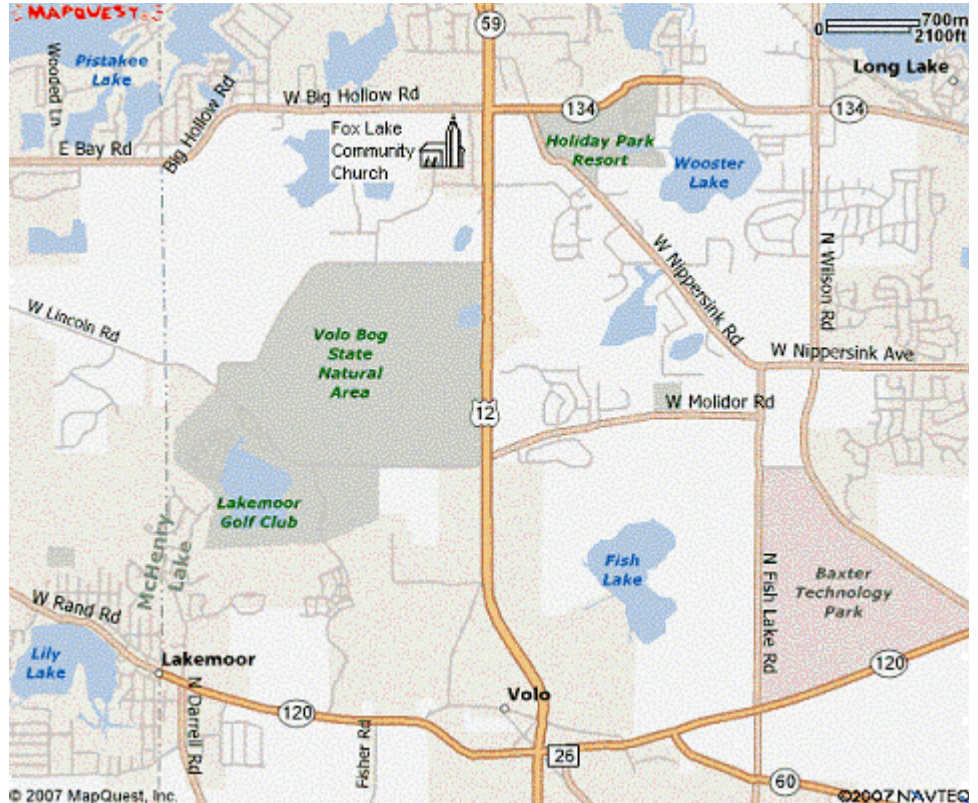 MAPQUEST
59
700m
0
2100ft
Wooded Ln
Pistakee
Lake
Long Lake
W Big Hollow Rd
134
134
Big Hollow Rd
Fox Lake
Community
Church
Holiday Park
Resort
E Bay Rd
Wooster
Lake
W Nippersink Rd
N Wilson Rd
W Lincoln Rd
Volo Bog
State
Natural
Area
W Nippersink Ave
12
W Molidor Rd
Lakemoor
Golf Club
McHenry
Lake
Fish
Lake
N Fish Lake Rd
Baxter
Technology
Park
W Rand Rd
Lily
Lake
Lakemoor
120
N Darrell Rd
Volo
120
Fisher Rd
26
60
© 2007 MapQuest, Inc.
©2007 NAVTEQ